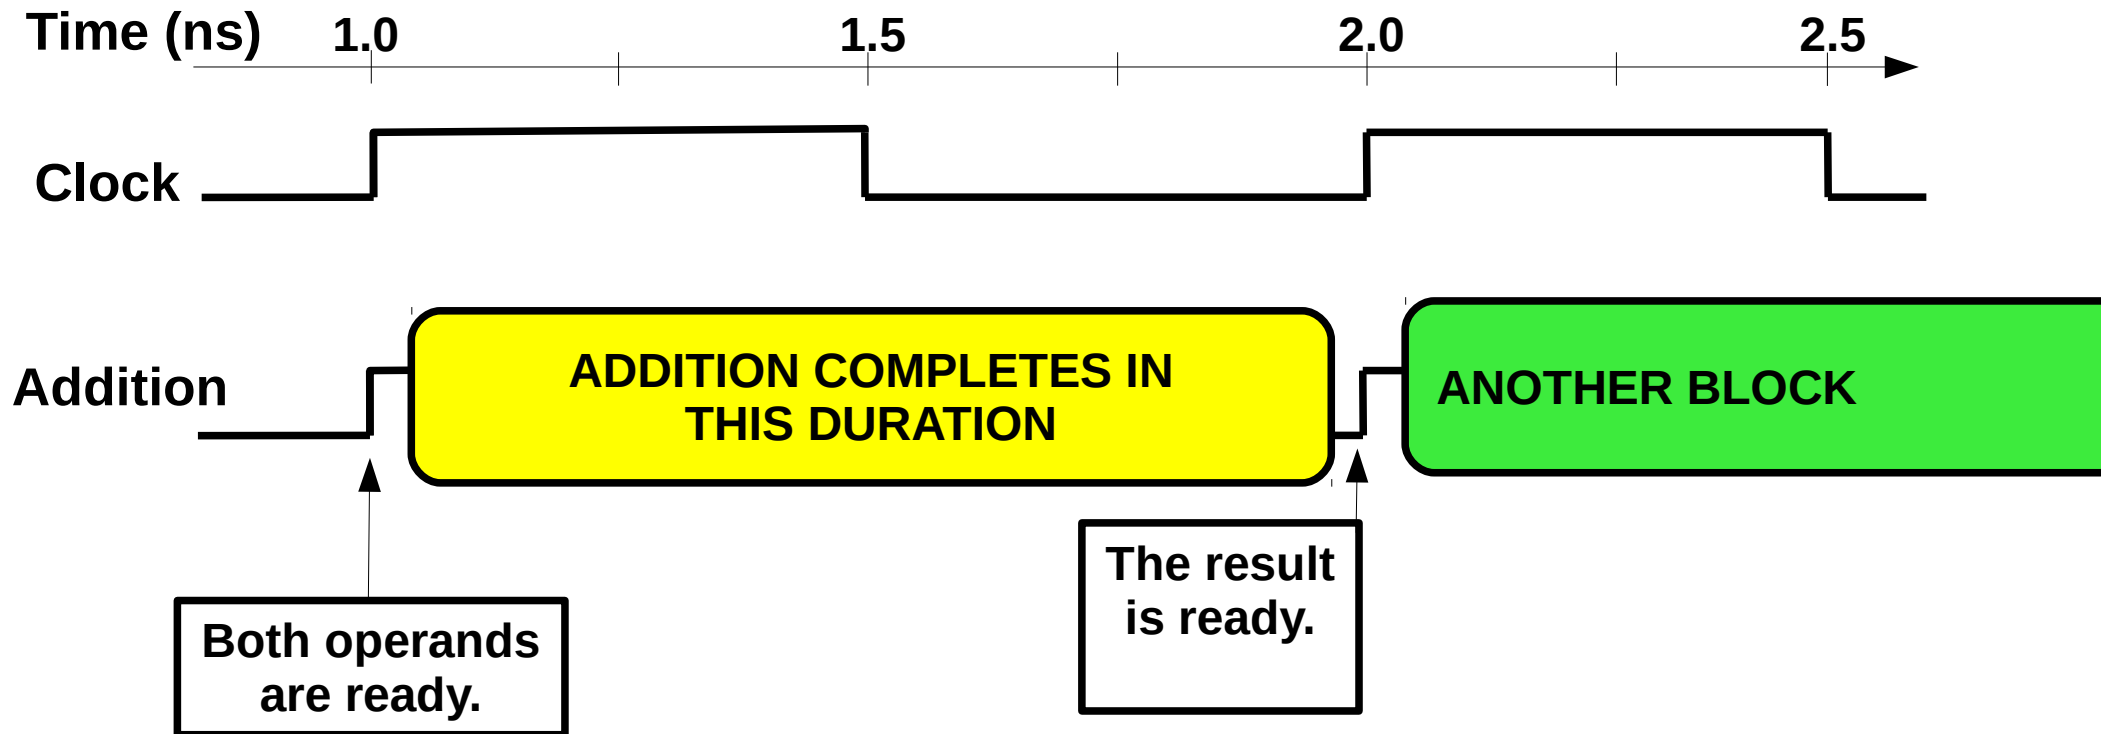 Time (ns) 1.0 1.5 2.0 2.5
Clock
ADDITION COMPLETES IN
THIS DURATION
Addition
ANOTHER BLOCK
The result
is ready.
Both operands
are ready.